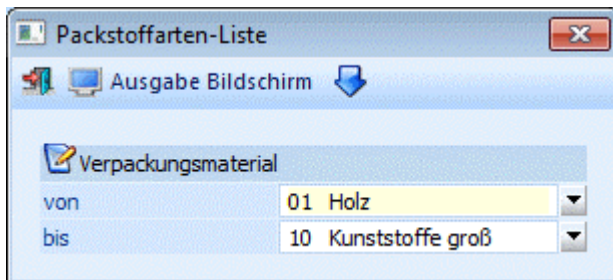 Packstoffarten-Liste
Ausgabe Bildschirm
Verpackungsmaterial
von 01 Holz
bis 10 Kunststoffe groß